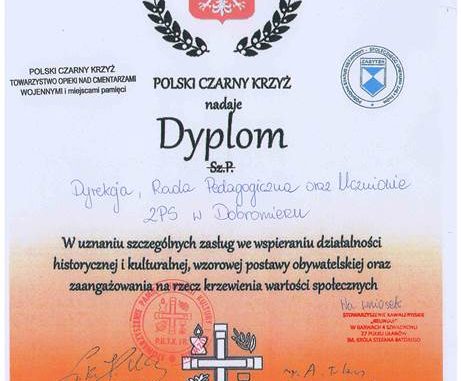 POLSKI CZARNY KRZYŻ
TOWARZYSTWO OPIEKI NAD CMENTARZAMI
WOJENNYMI i miejscami pamięci
ZABYTEK
POLSKI CZARNY KRZYŻ
nadaje
Dyplom
Sz.P.
Dyrekcja, Rada Pedagogiczna oraz Uczniowie
ZPS w Dobromierzu
W uznaniu szczególnych zasług we wspieraniu działalności
historycznej i kulturalnej, wzorowej postawy obywatelskiej oraz
zaangażowania na rzecz krzewienia wartości społecznych
Na wniosek
STOWARZYSZENIE KAWALERYJSKIE
W BARWACH 4 SZWADRONU
27 PUŁKU UŁANÓW
IM. KRÓLA STEFANA BATOREGO